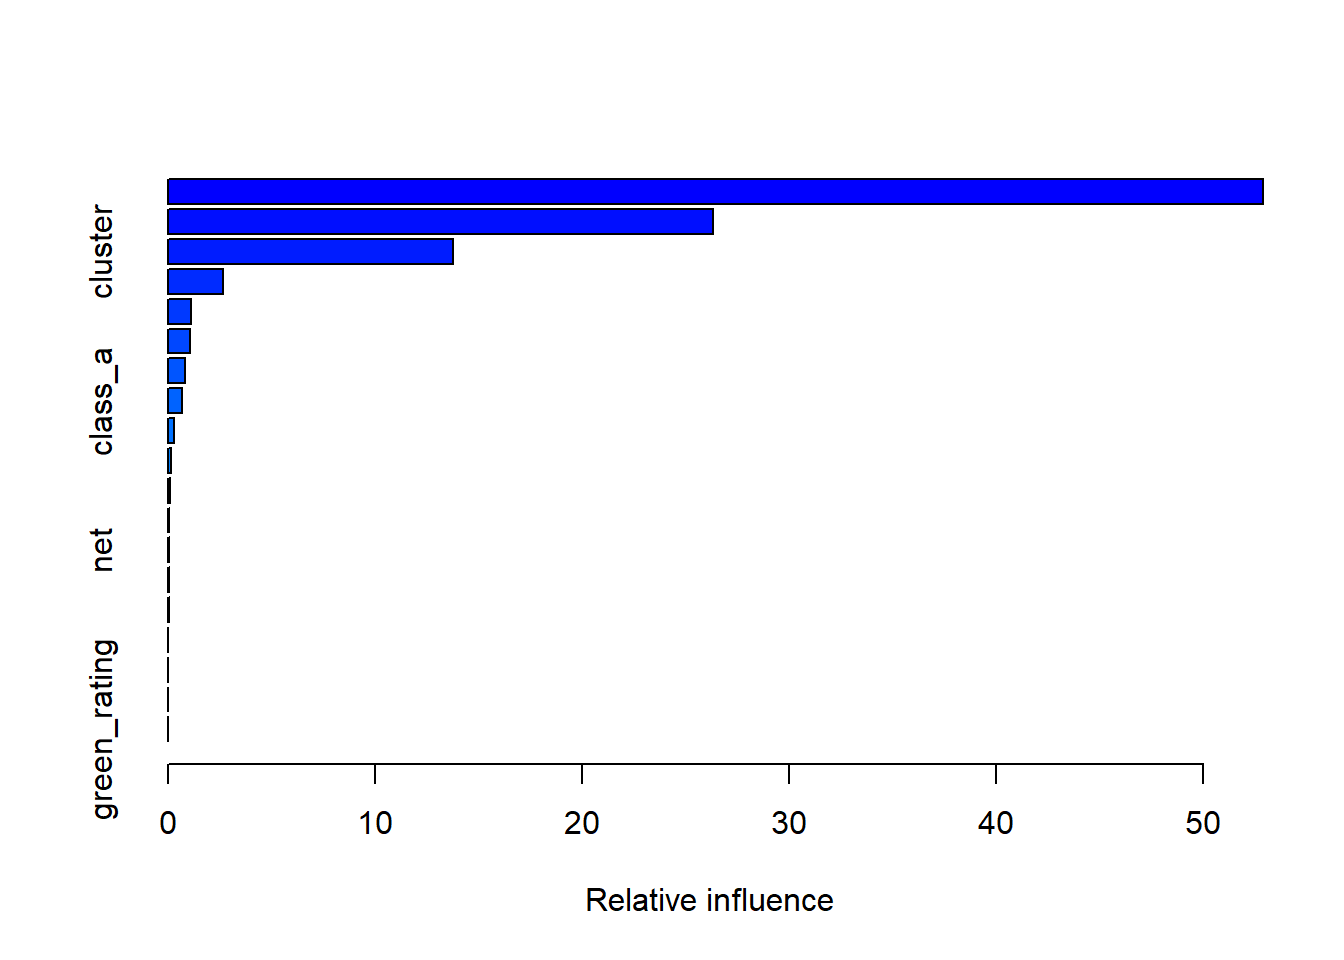 cluster
class_a
net
green_rating
0 10 20 30 40 50
Relative influence